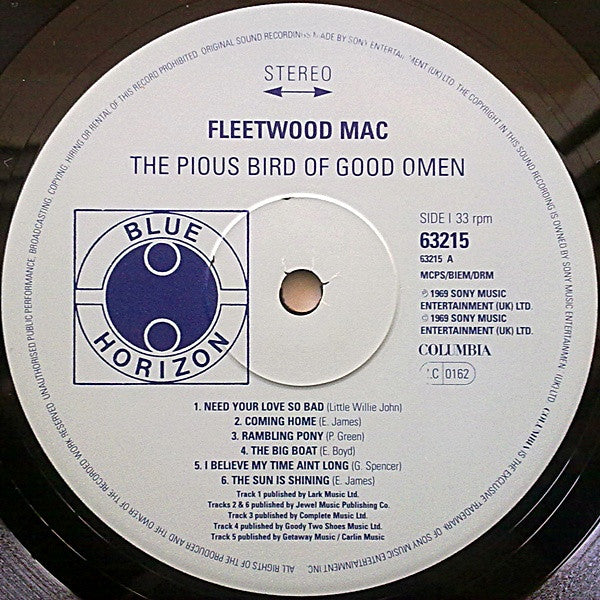 STEREO
FLEETWOOD MAC
THE PIOUS BIRD OF GOOD OMEN
BLUE
HORIZON
SIDE I 33 rpm
63215
63215 A
MCPS/BIEM/DRM
℗ 1969 SONY MUSIC
ENTERTAINMENT (UK) LTD.
© 1969 SONY MUSIC
ENTERTAINMENT (UK) LTD.
COLUMBIA
LC 0162
1. NEED YOUR LOVE SO BAD (Little Willie John)
2. COMING HOME (E. James)
3. RAMBLING PONY (P. Green)
4. THE BIG BOAT (E. Boyd)
5. I BELIEVE MY TIME AINT LONG (G. Spencer)
6. THE SUN IS SHINING (E. James)
Track 1 published by Lark Music Ltd.
Tracks 2 & 6 published by Jewel Music Publishing Co.
Track 3 published by Complete Music Ltd.
Track 4 published by Goody Two Shoes Music Ltd.
Track 5 published by Getaway Music / Carlin Music
ORIGINAL SOUND RECORDINGS MADE BY SONY ENTERTAINMENT (UK) LTD. THE COPYRIGHT IN THIS SOUND RECORDING IS OWNED BY SONY MUSIC ENTERTAINMENT (UK) LTD. COLUMBIA IS THE EXCLUSIVE TRADEMARK OF SONY MUSIC ENTERTAINMENT INC.
ALL RIGHTS OF THE PRODUCER AND THE OWNER OF THE RECORDED WORK RESERVED. UNAUTHORISED PUBLIC PERFORMANCE, BROADCASTING, COPYING, HIRING OR RENTAL OF THIS RECORD PROHIBITED.